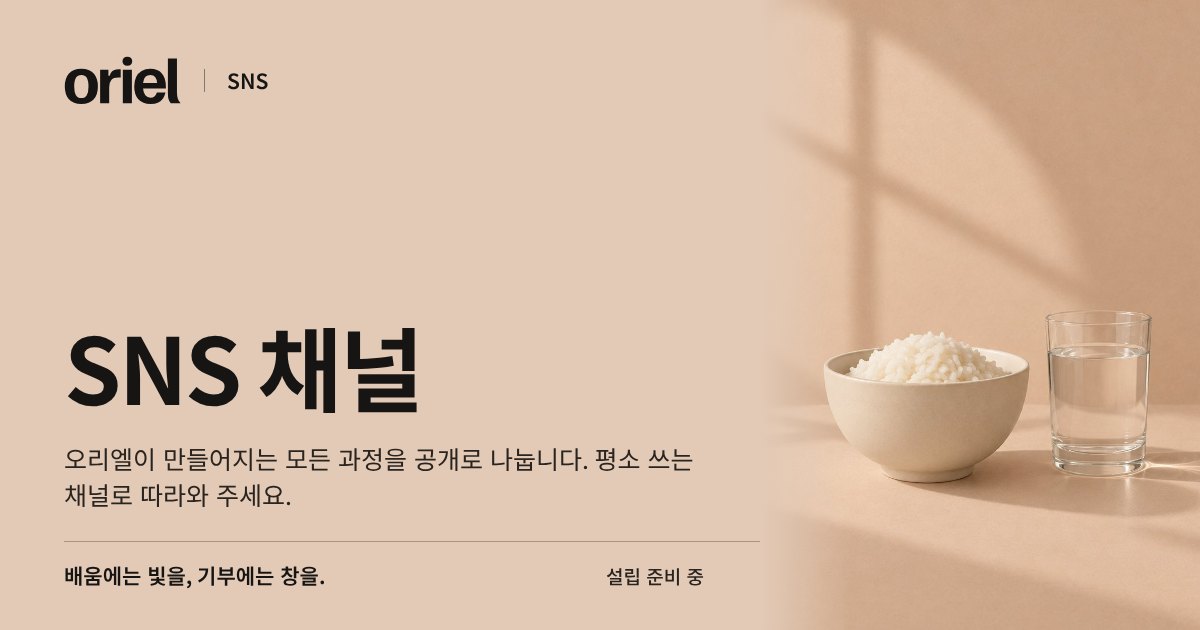 oriel
SNS
SNS 채널
오리엘이 만들어지는 모든 과정을 공개로 나눕니다. 평소 쓰는
채널로 따라와 주세요.
배움에는 빛을, 기부에는 창을.
설립 준비 중